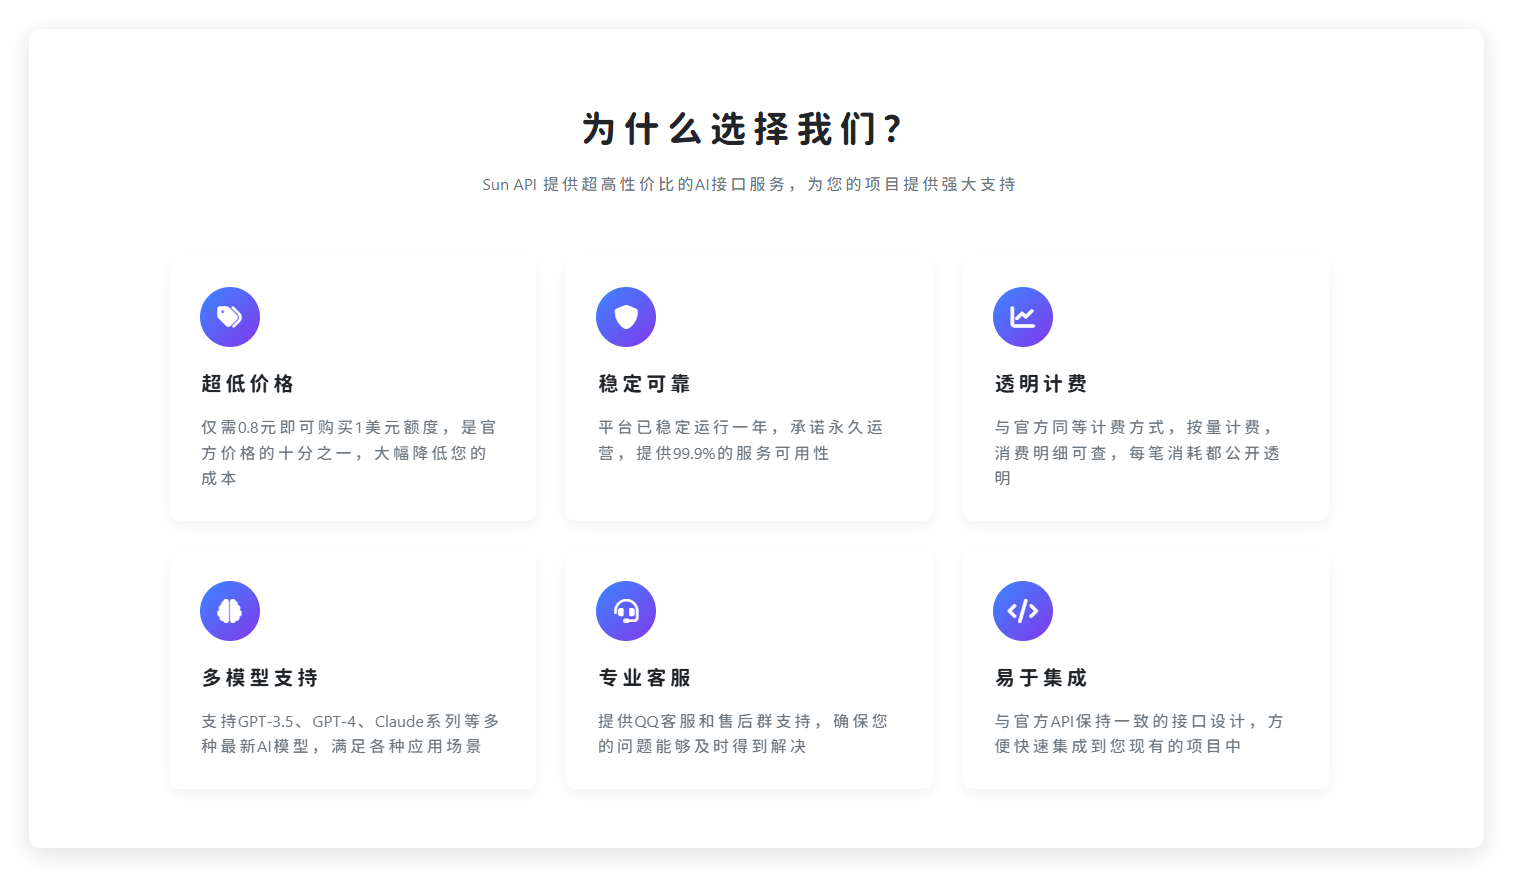 为什么选择我们？
Sun API 提供超高性价比的AI接口服务，为您的项目提供强大支持
超低价格
仅需0.8元即可购买1美元额度，是官
方价格的十分之一，大幅降低您的
成本
稳定可靠
平台已稳定运行一年，承诺永久运
营，提供99.9%的服务可用性
透明计费
与官方同等计费方式，按量计费，
消费明细可查，每笔消耗都公开透
明
多模型支持
支持GPT-3.5、GPT-4、Claude系列等多
种最新AI模型，满足各种应用场景
专业客服
提供QQ客服和售后群支持，确保您
的问题能够及时得到解决
易于集成
与官方API保持一致的接口设计，方
便快速集成到您现有的项目中